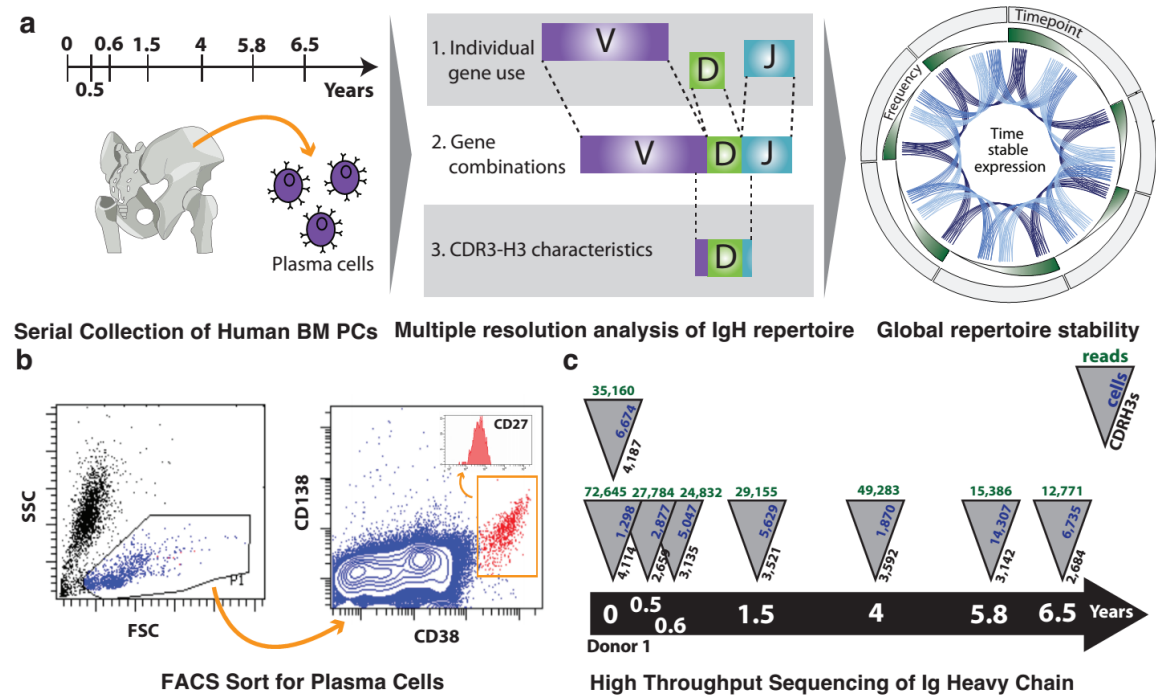 a
0 0.6 1.5 4 5.8 6.5
0.5
Years
Plasma cells
Serial Collection of Human BM PCs
1. Individual
gene use
V
D
J
2. Gene
combinations
V D J
3. CDR3-H3 characteristics
D
Multiple resolution analysis of IgH repertoire
Timepoint
Frequency
Time
stable
expression
Global repertoire stability
b
SSC
FSC
P1
CD138
CD38
CD27
FACS Sort for Plasma Cells
c
reads
cells
CDRH3s
35,160
6,674
4,187
72,645 27,784 24,832 29,155 49,283 15,386 12,771
1,298 2,877 5,047 5,629 1,870 14,307 6,735
4,114 2,659 3,135 3,521 3,592 3,142 2,684
0 0.5 0.6 1.5 4 5.8 6.5 Years
Donor 1
High Throughput Sequencing of Ig Heavy Chain